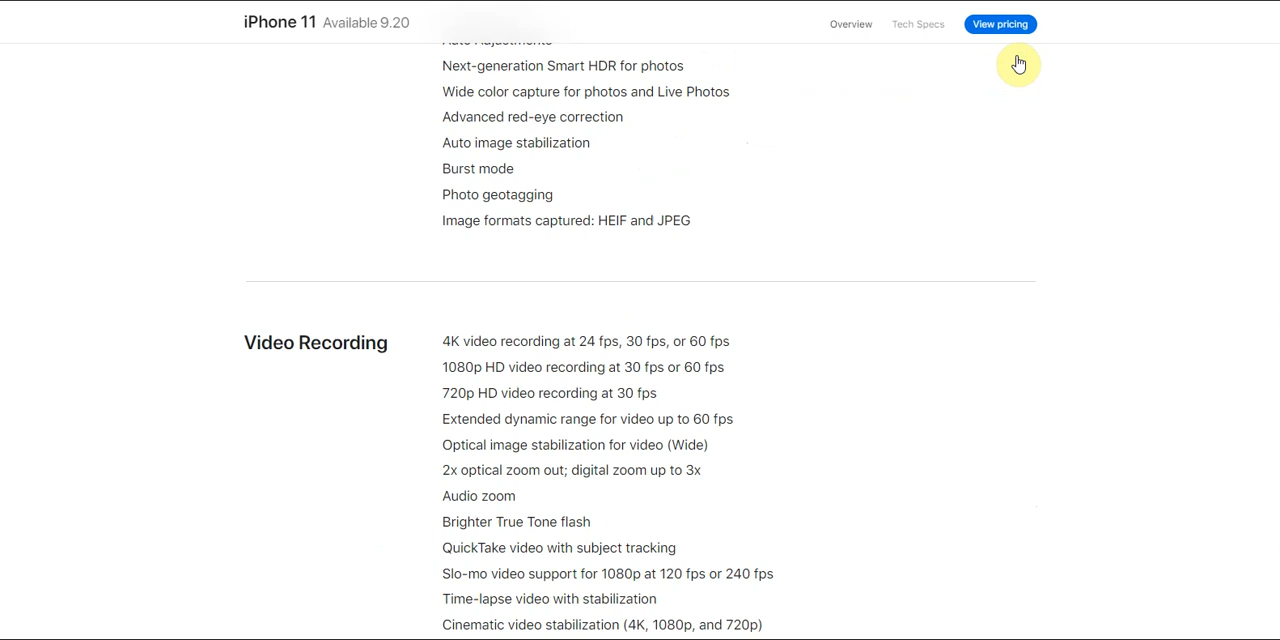 iPhone 11 Available 9.20
Overview
Tech Specs
View pricing
Auto Adjustments
Next-generation Smart HDR for photos
Wide color capture for photos and Live Photos
Advanced red-eye correction
Auto image stabilization
Burst mode
Photo geotagging
Image formats captured: HEIF and JPEG
Video Recording
4K video recording at 24 fps, 30 fps, or 60 fps
1080p HD video recording at 30 fps or 60 fps
720p HD video recording at 30 fps
Extended dynamic range for video up to 60 fps
Optical image stabilization for video (Wide)
2x optical zoom out; digital zoom up to 3x
Audio zoom
Brighter True Tone flash
QuickTake video with subject tracking
Slo-mo video support for 1080p at 120 fps or 240 fps
Time-lapse video with stabilization
Cinematic video stabilization (4K, 1080p, and 720p)